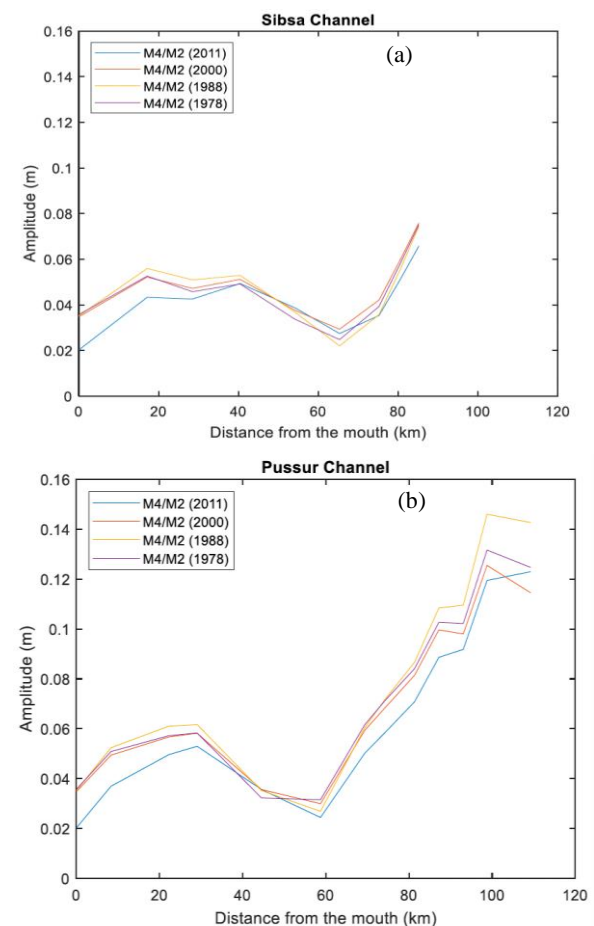 Sibsa Channel
(a)
M4/M2 (2011)
M4/M2 (2000)
M4/M2 (1988)
M4/M2 (1978)
Amplitude (m)
0.16
0.14
0.12
0.1
0.08
0.06
0.04
0.02
0
0 20 40 60 80 100 120
Distance from the mouth (km)
Pussur Channel
(b)
M4/M2 (2011)
M4/M2 (2000)
M4/M2 (1988)
M4/M2 (1978)
Amplitude (m)
0.16
0.14
0.12
0.1
0.08
0.06
0.04
0.02
0
0 20 40 60 80 100 120
Distance from the mouth (km)